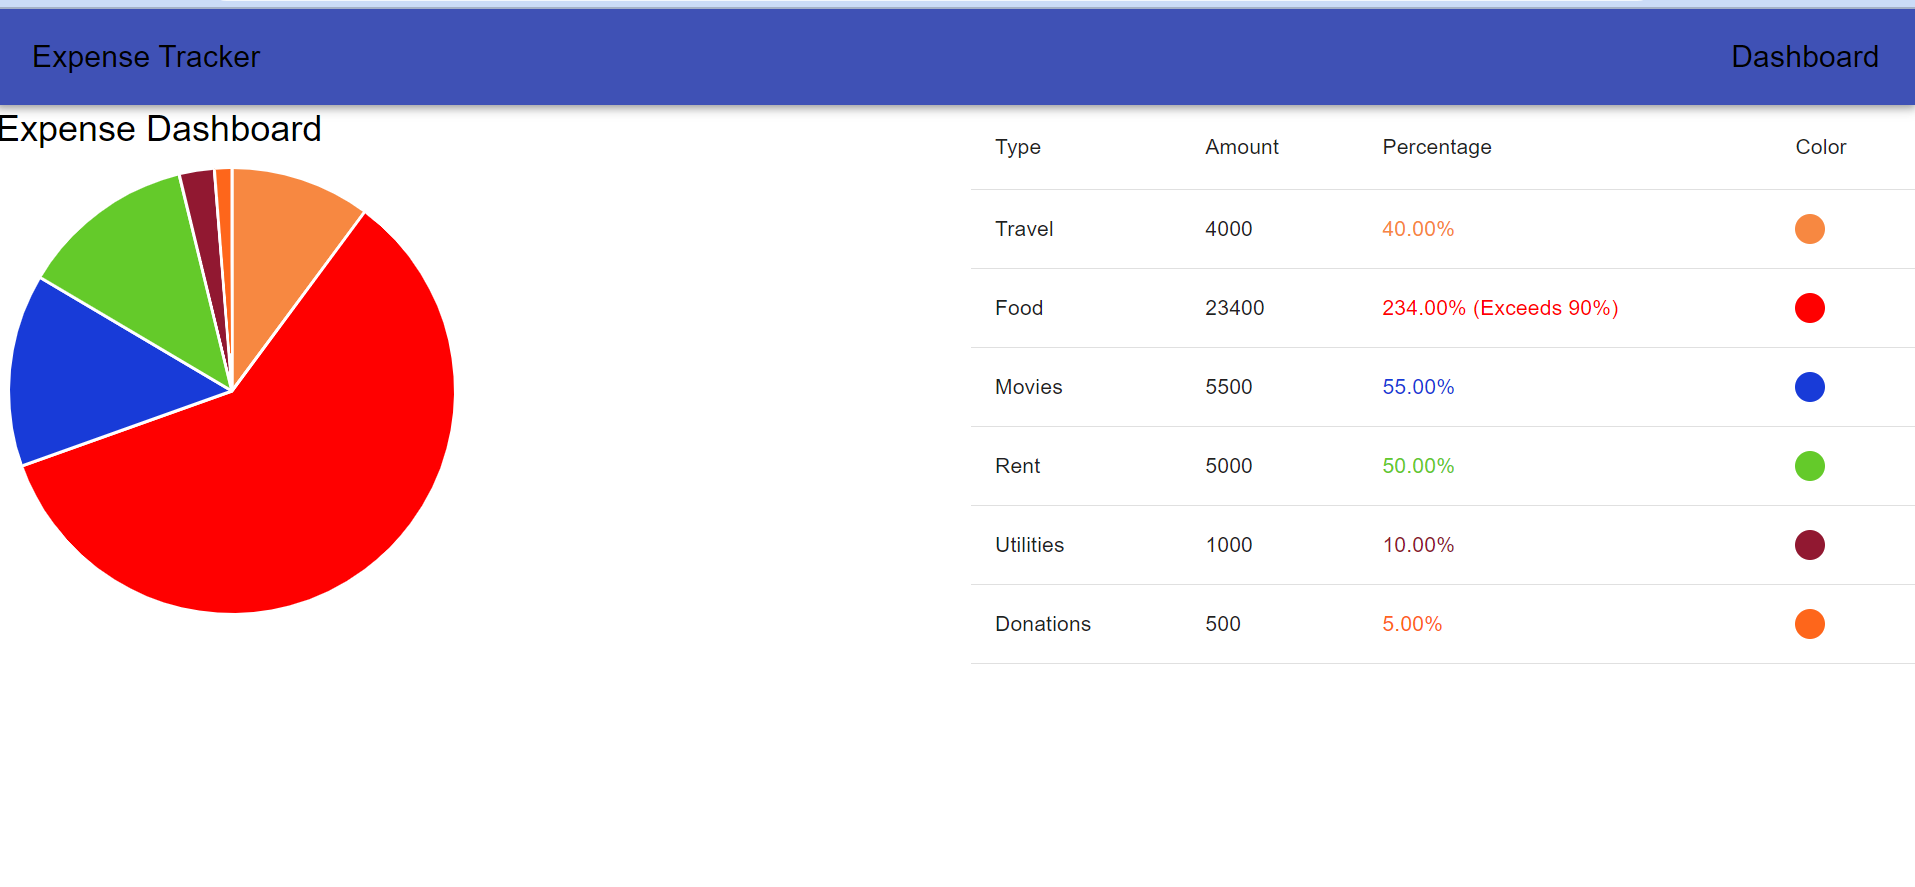 Expense Tracker Dashboard
Expense Dashboard
Type Amount Percentage Color
Travel 4000 40.00%
Food 23400 234.00% (Exceeds 90%)
Movies 5500 55.00%
Rent 5000 50.00%
Utilities 1000 10.00%
Donations 500 5.00%